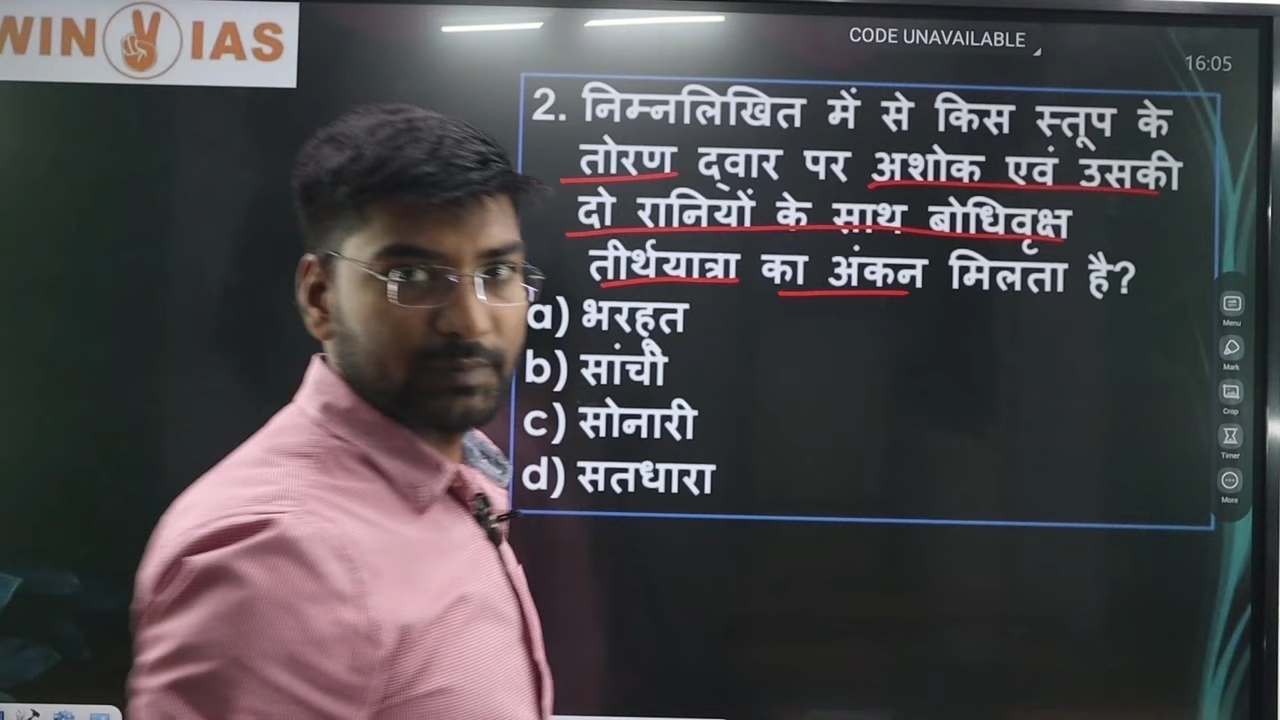 WIN IAS
CODE UNAVAILABLE
16:05
2. निम्नलिखित में से किस स्तूप के
तोरण द्वार पर अशोक एवं उसकी
दो रानियों के साथ बोधिवृक्ष
तीर्थयात्रा का अंकन मिलता है?
a) भरहूत
b) सांची
c) सोनारी
d) सतधारा
Menu
Mark
Crop
Timer
More